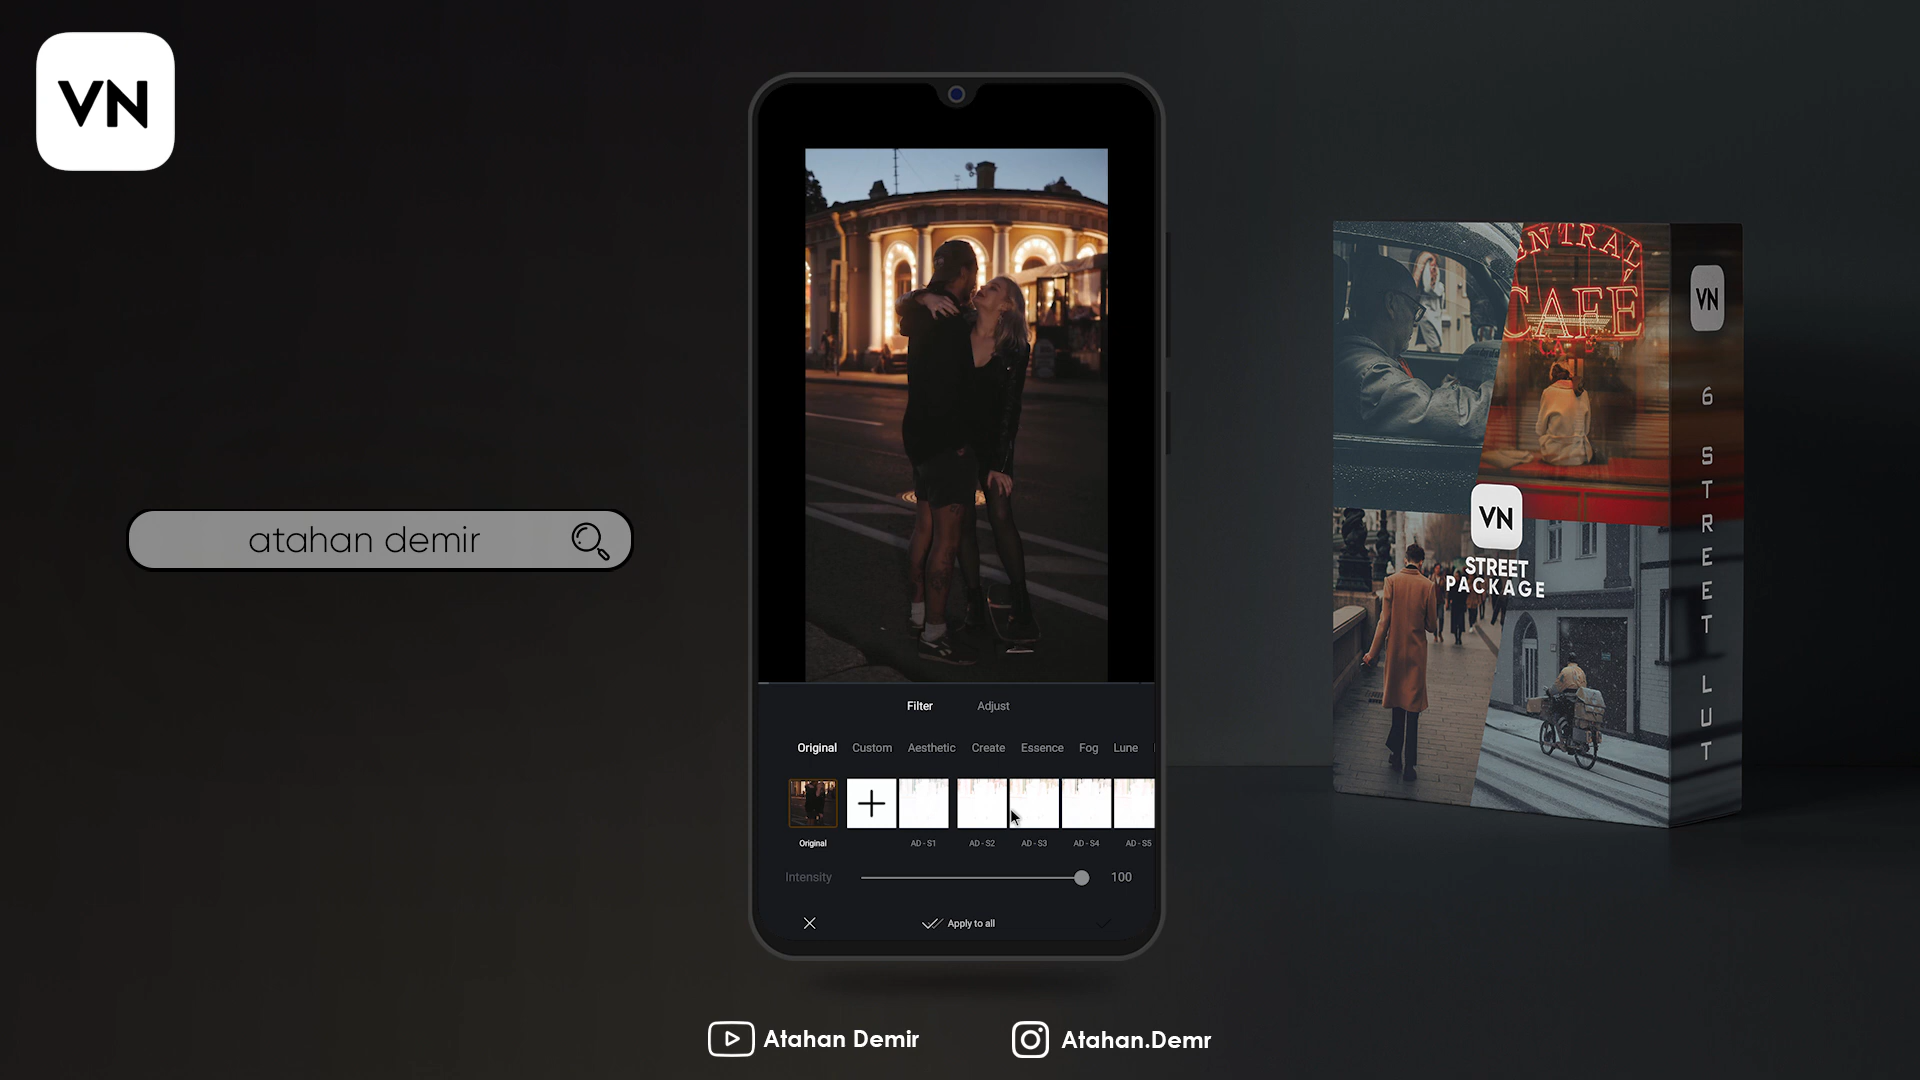 VN
atahan demir
Filter
Adjust
Original
Custom
Aesthetic
Create
Essence
Fog
Lune
Original
AD - S1
AD - S2
AD - S3
AD - S4
AD - S5
Intensity
100
Apply to all
ENTRAL
CAFÉ
VN
STREET
PACKAGE
VN
6 STREET LUT
Atahan Demir
Atahan.Demr